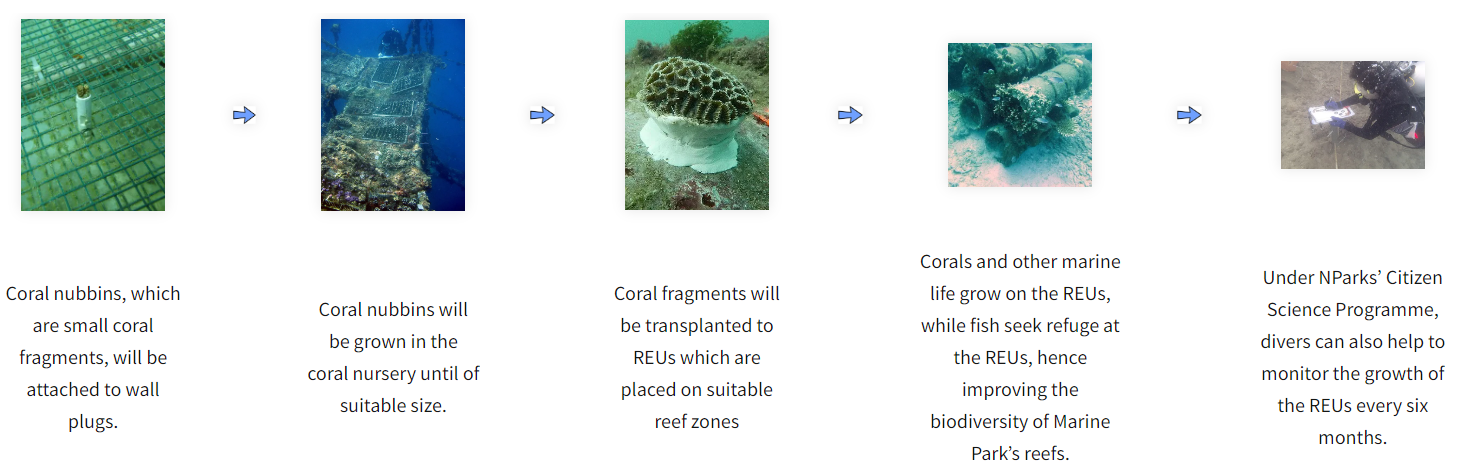 Coral nubbins, which
are small coral
fragments, will be
attached to wall
plugs.
Coral nubbins will
be grown in the
coral nursery until of
suitable size.
Coral fragments will
be transplanted to
REUs which are
placed on suitable
reef zones
Corals and other marine
life grow on the REUs,
while fish seek refuge at
the REUs, hence
improving the
biodiversity of Marine
Park’s reefs.
Under NParks’ Citizen
Science Programme,
divers can also help to
monitor the growth of
the REUs every six
months.